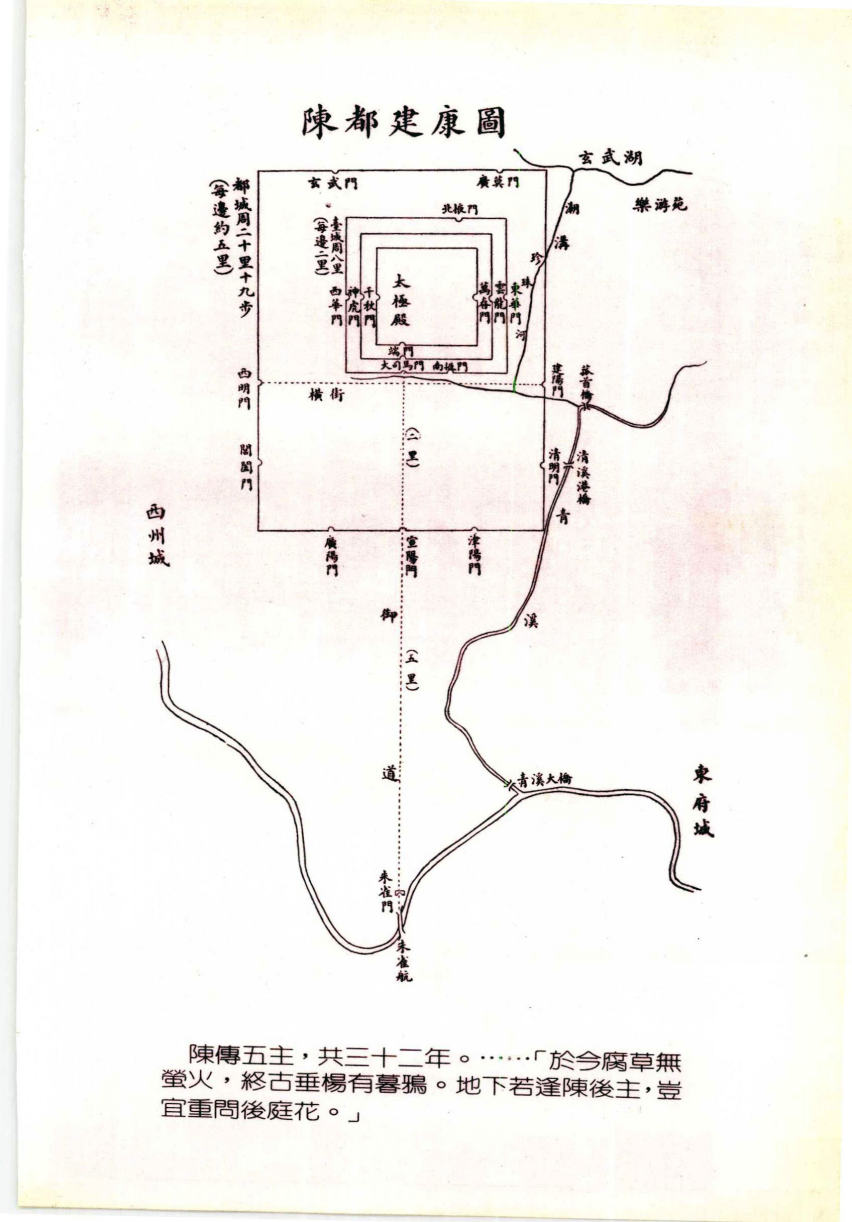 陳都建康圖
玄武湖
樂游苑
潮溝
珍珠河
都城周二十里十九步
(每邊約五里)
玄武門
廣莫門
北掖門
臺城周八里
(每邊二里)
西華門
神虎門
千秋門
太極殿
萬春門
雲龍門
東華門
端門
大司馬門
南掖門
西明門
橫街
建陽門
菰首橋
(二里)
閶闔門
清明門
清溪港橋
青溪
西州城
廣陽門
宣陽門
津陽門
御道
(五里)
青溪大橋
東府城
朱雀門
朱雀航
陳傳五主,共三十二年。……「於今腐草無
螢火,終古垂楊有暮鴉。地下若逢陳後主,豈
宜重問後庭花。」